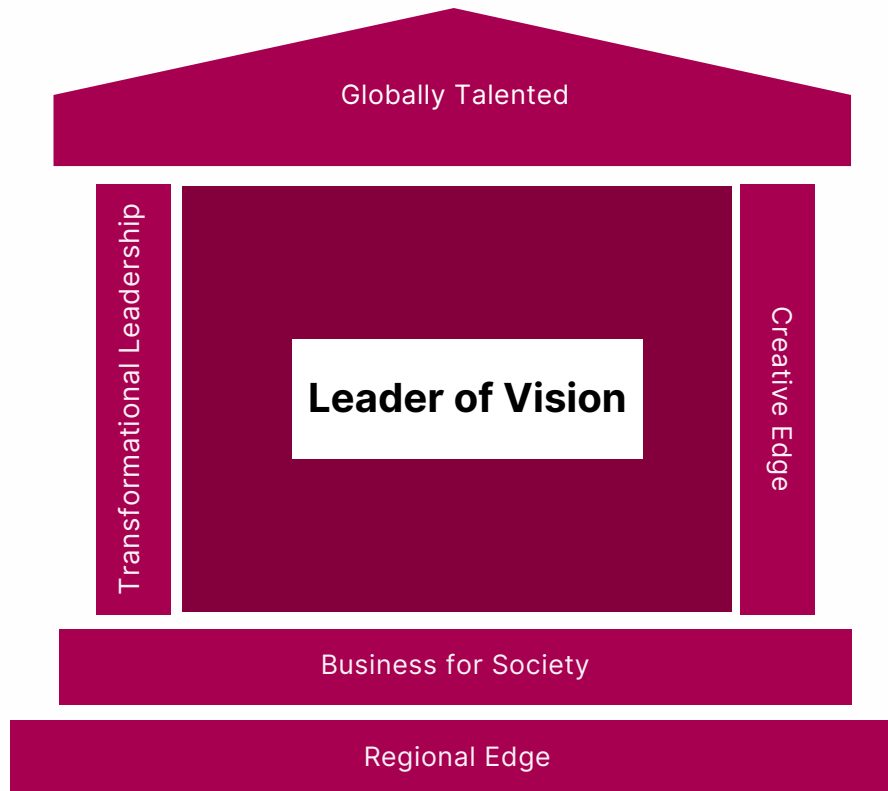 Globally Talented
Transformational Leadership
Leader of Vision
Creative Edge
Business for Society
Regional Edge